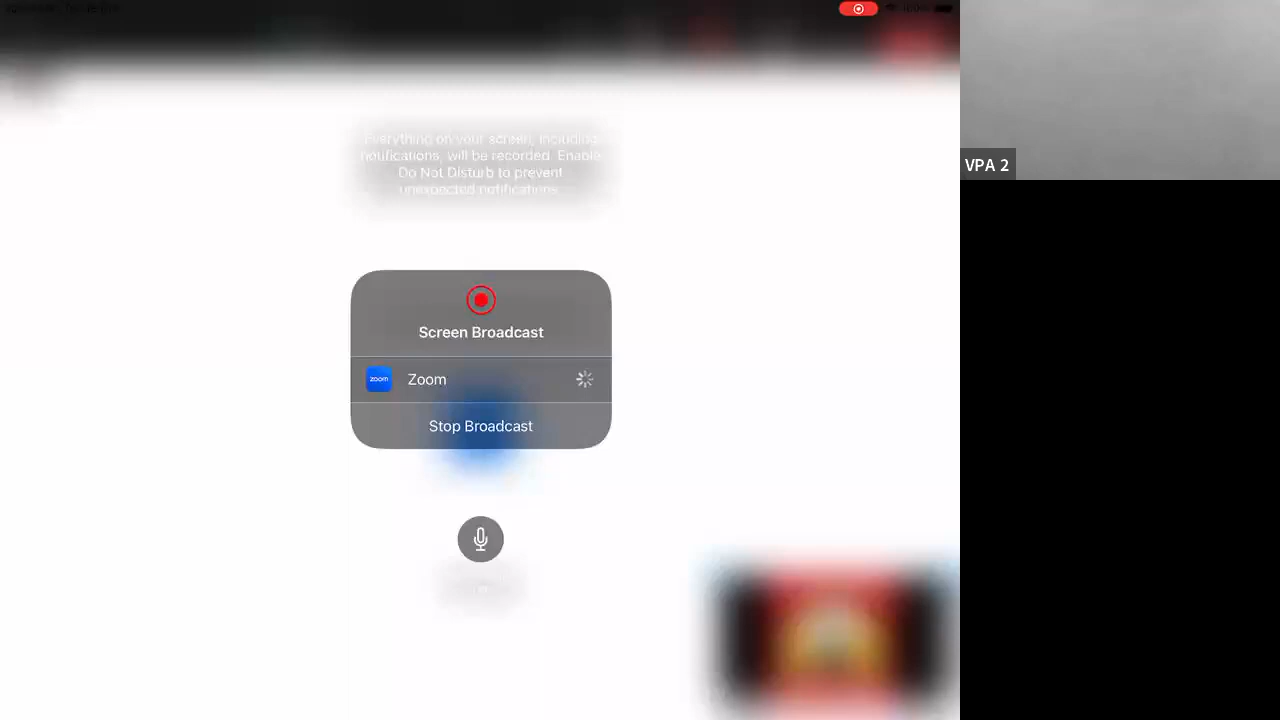 Everything on your screen, including
notifications, will be recorded. Enable
Do Not Disturb to prevent
unexpected notifications.
Screen Broadcast
zoom
Zoom
Stop Broadcast
VPA 2